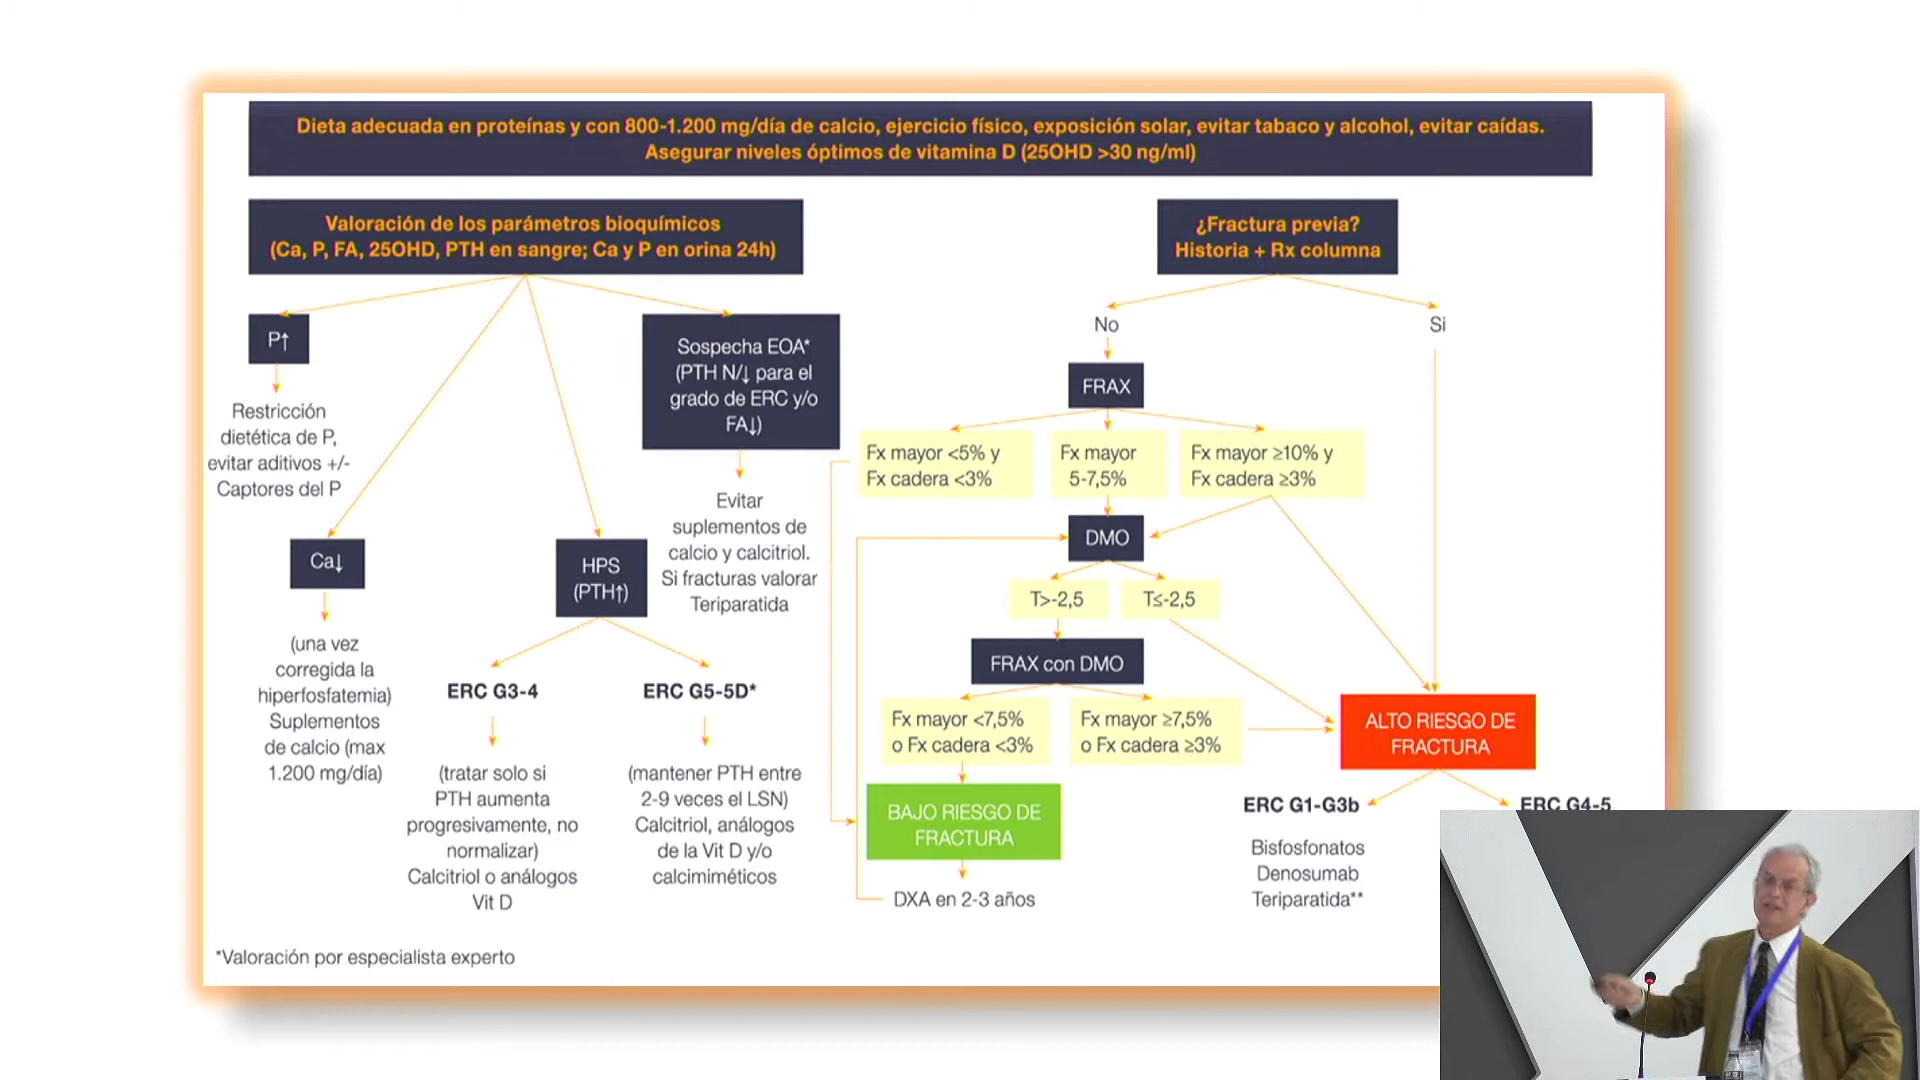 Dieta adecuada en proteínas y con 800-1.200 mg/día de calcio, ejercicio físico, exposición solar, evitar tabaco y alcohol, evitar caídas.
Asegurar niveles óptimos de vitamina D (25OHD >30 ng/ml)
Valoración de los parámetros bioquímicos
(Ca, P, FA, 25OHD, PTH en sangre; Ca y P en orina 24h)
P↑
Restricción
dietética de P,
evitar aditivos +/-
Captores del P
Ca↓
(una vez
corregida la
hiperfosfatemia)
Suplementos
de calcio (max
1.200 mg/día)
HPS
(PTH↑)
ERC G3-4
(tratar solo si
PTH aumenta
progresivamente, no
normalizar)
Calcitriol o análogos
Vit D
ERC G5-5D*
(mantener PTH entre
2-9 veces el LSN)
Calcitriol, análogos
de la Vit D y/o
calcimiméticos
Sospecha EOA*
(PTH N/↓ para el
grado de ERC y/o
FA↓)
Evitar
suplementos de
calcio y calcitriol.
Si fracturas valorar
Teriparatida
¿Fractura previa?
Historia + Rx columna
No
Si
FRAX
Fx mayor <5% y
Fx cadera <3%
Fx mayor
5-7,5%
Fx mayor ≥10% y
Fx cadera ≥3%
DMO
T>-2,5
T≤-2,5
FRAX con DMO
Fx mayor <7,5%
o Fx cadera <3%
Fx mayor ≥7,5%
o Fx cadera ≥3%
BAJO RIESGO DE
FRACTURA
DXA en 2-3 años
ALTO RIESGO DE
FRACTURA
ERC G1-G3b
Bisfosfonatos
Denosumab
Teriparatida**
ERC G4-5
*Valoración por especialista experto